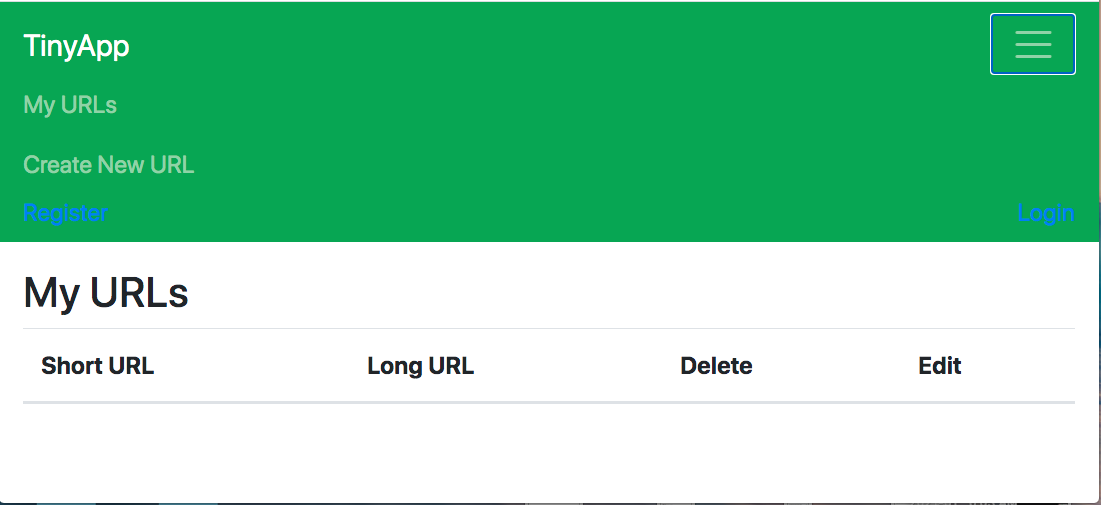 TinyApp
My URLs
Create New URL
Register Login
My URLs
Short URL Long URL Delete Edit